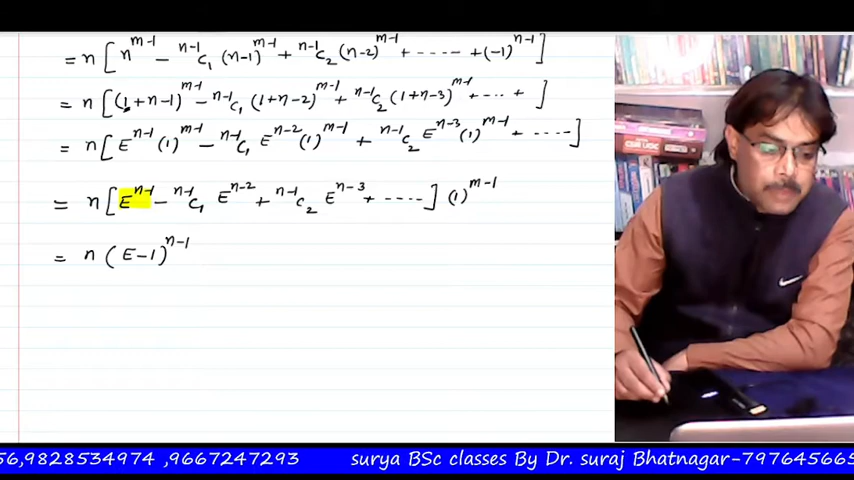 = n [ n^{m-1} - ^{n-1}C_1 (n-1)^{m-1} + ^{n-1}C_2 (n-2)^{m-1} + ----- + (-1)^{n-1} ]
= n [ (1+n-1)^{m-1} - ^{n-1}C_1 (1+n-2)^{m-1} + ^{n-1}C_2 (1+n-3)^{m-1} + --- + ]
= n [ E^{n-1} (1)^{m-1} - ^{n-1}C_1 E^{n-2} (1)^{m-1} + ^{n-1}C_2 E^{n-3} (1)^{m-1} + ---- ]
= n [ E^{n-1} - ^{n-1}C_1 E^{n-2} + ^{n-1}C_2 E^{n-3} + ---- ] (1)^{m-1}
= n (E-1)^{n-1}
56,9828534974 ,9667247293 surya BSc classes By Dr. suraj Bhatnagar-797645665